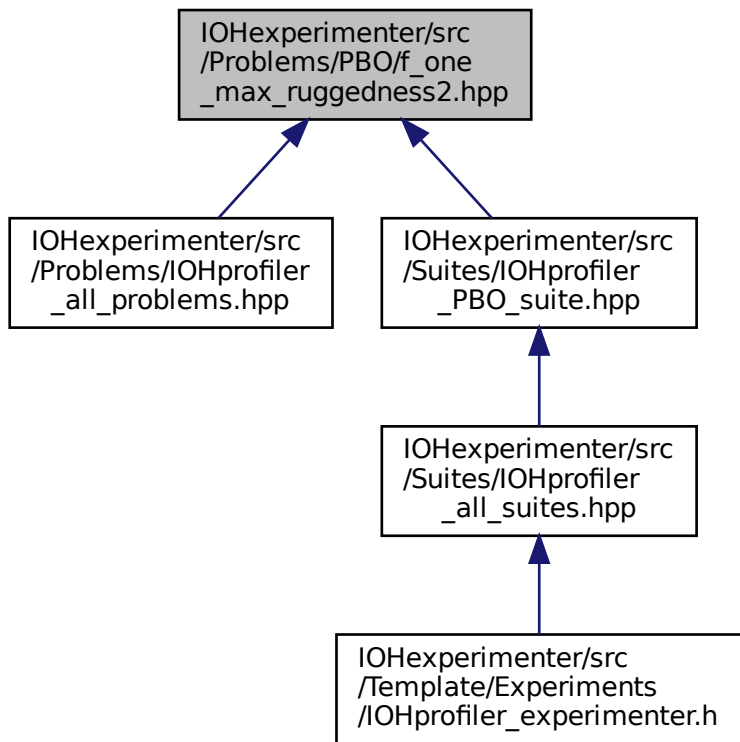 IOHexperimenter/src
/Problems/PBO/f_one
_max_ruggedness2.hpp
IOHexperimenter/src
/Problems/IOHprofiler
_all_problems.hpp
IOHexperimenter/src
/Suites/IOHprofiler
_PBO_suite.hpp
IOHexperimenter/src
/Suites/IOHprofiler
_all_suites.hpp
IOHexperimenter/src
/Template/Experiments
/IOHprofiler_experimenter.h